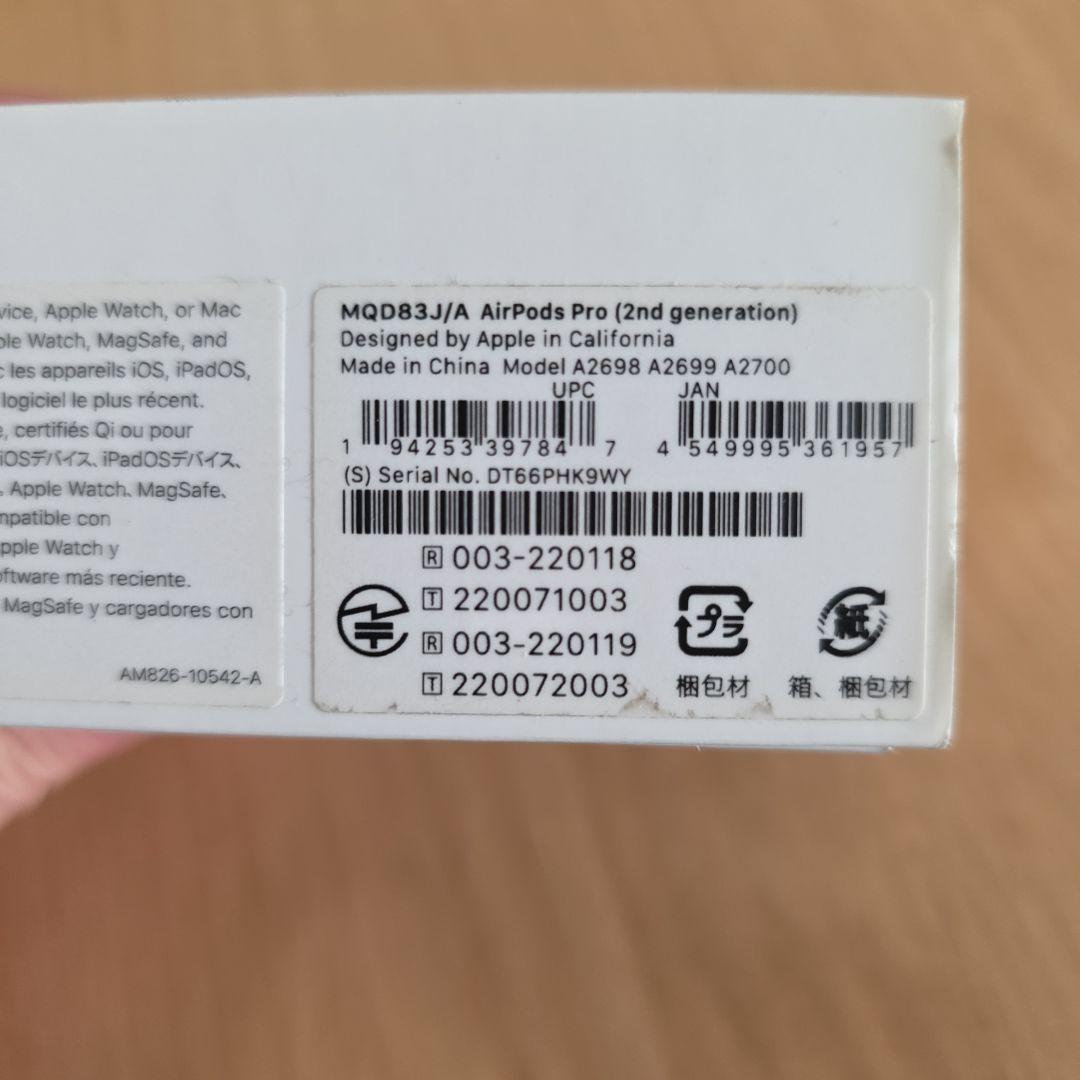 vice, Apple Watch, or Mac
ple Watch, MagSafe, and
c les appareils iOS, iPadOS,
logiciel le plus récent.
e, certifiés Qi ou pour
iOSデバイス、iPadOSデバイス、
Apple Watch、MagSafe、
mpatible con
Apple Watch y
oftware más reciente.
MagSafe y cargadores con
AM826-10542-A
MQD83J/A AirPods Pro (2nd generation)
Designed by Apple in California
Made in China Model A2698 A2699 A2700
UPC JAN
1 94253 39784 7 4 549995 361957
(S) Serial No. DT66PHK9WY
R 003-220118
T 220071003
R 003-220119
T 220072003
プラ 紙
梱包材 箱、梱包材